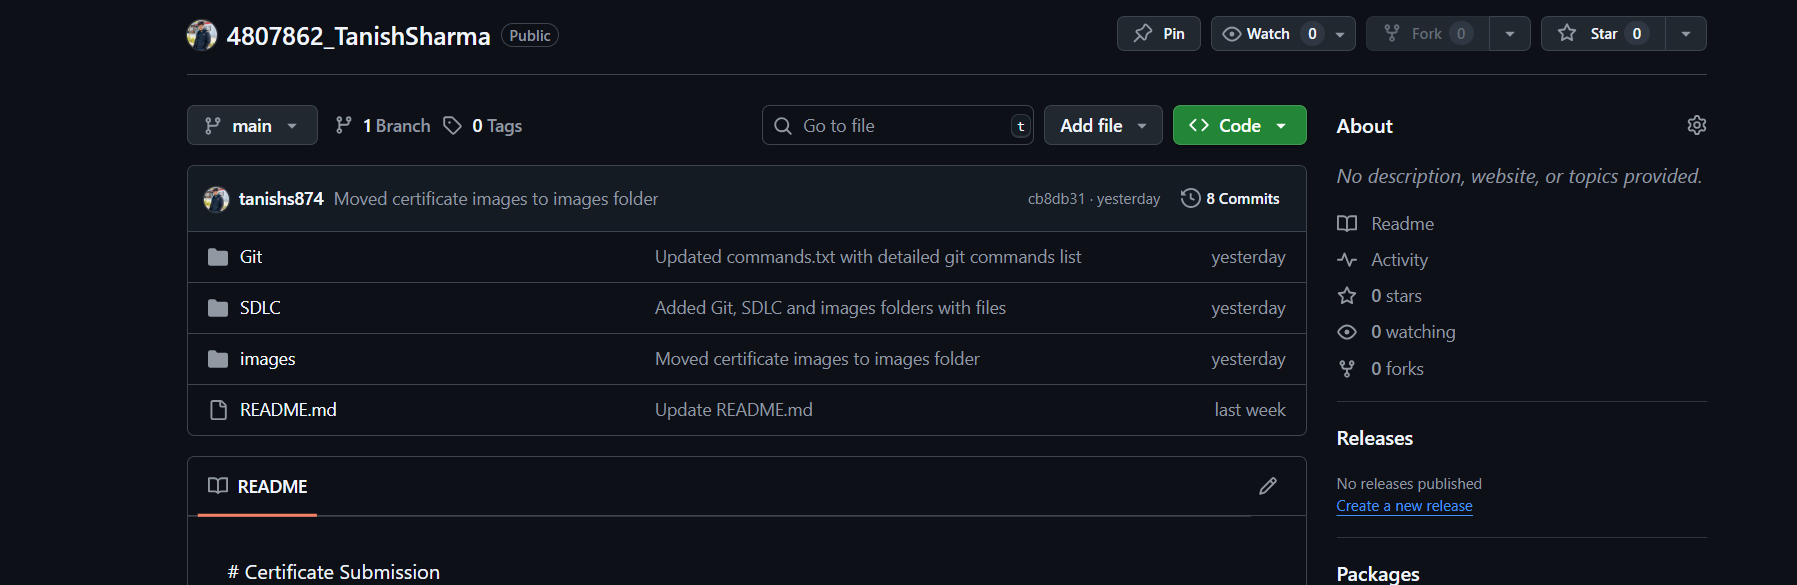 4807862_TanishSharma Public Pin Watch 0 Fork 0 Star 0
main 1 Branch 0 Tags Go to file t Add file Code
tanishs874 Moved certificate images to images folder cb8db31 · yesterday 8 Commits
Git Updated commands.txt with detailed git commands list yesterday
SDLC Added Git, SDLC and images folders with files yesterday
images Moved certificate images to images folder yesterday
README.md Update README.md last week
README
# Certificate Submission
About
No description, website, or topics provided.
Readme
Activity
0 stars
0 watching
0 forks
Releases
No releases published
Create a new release
Packages